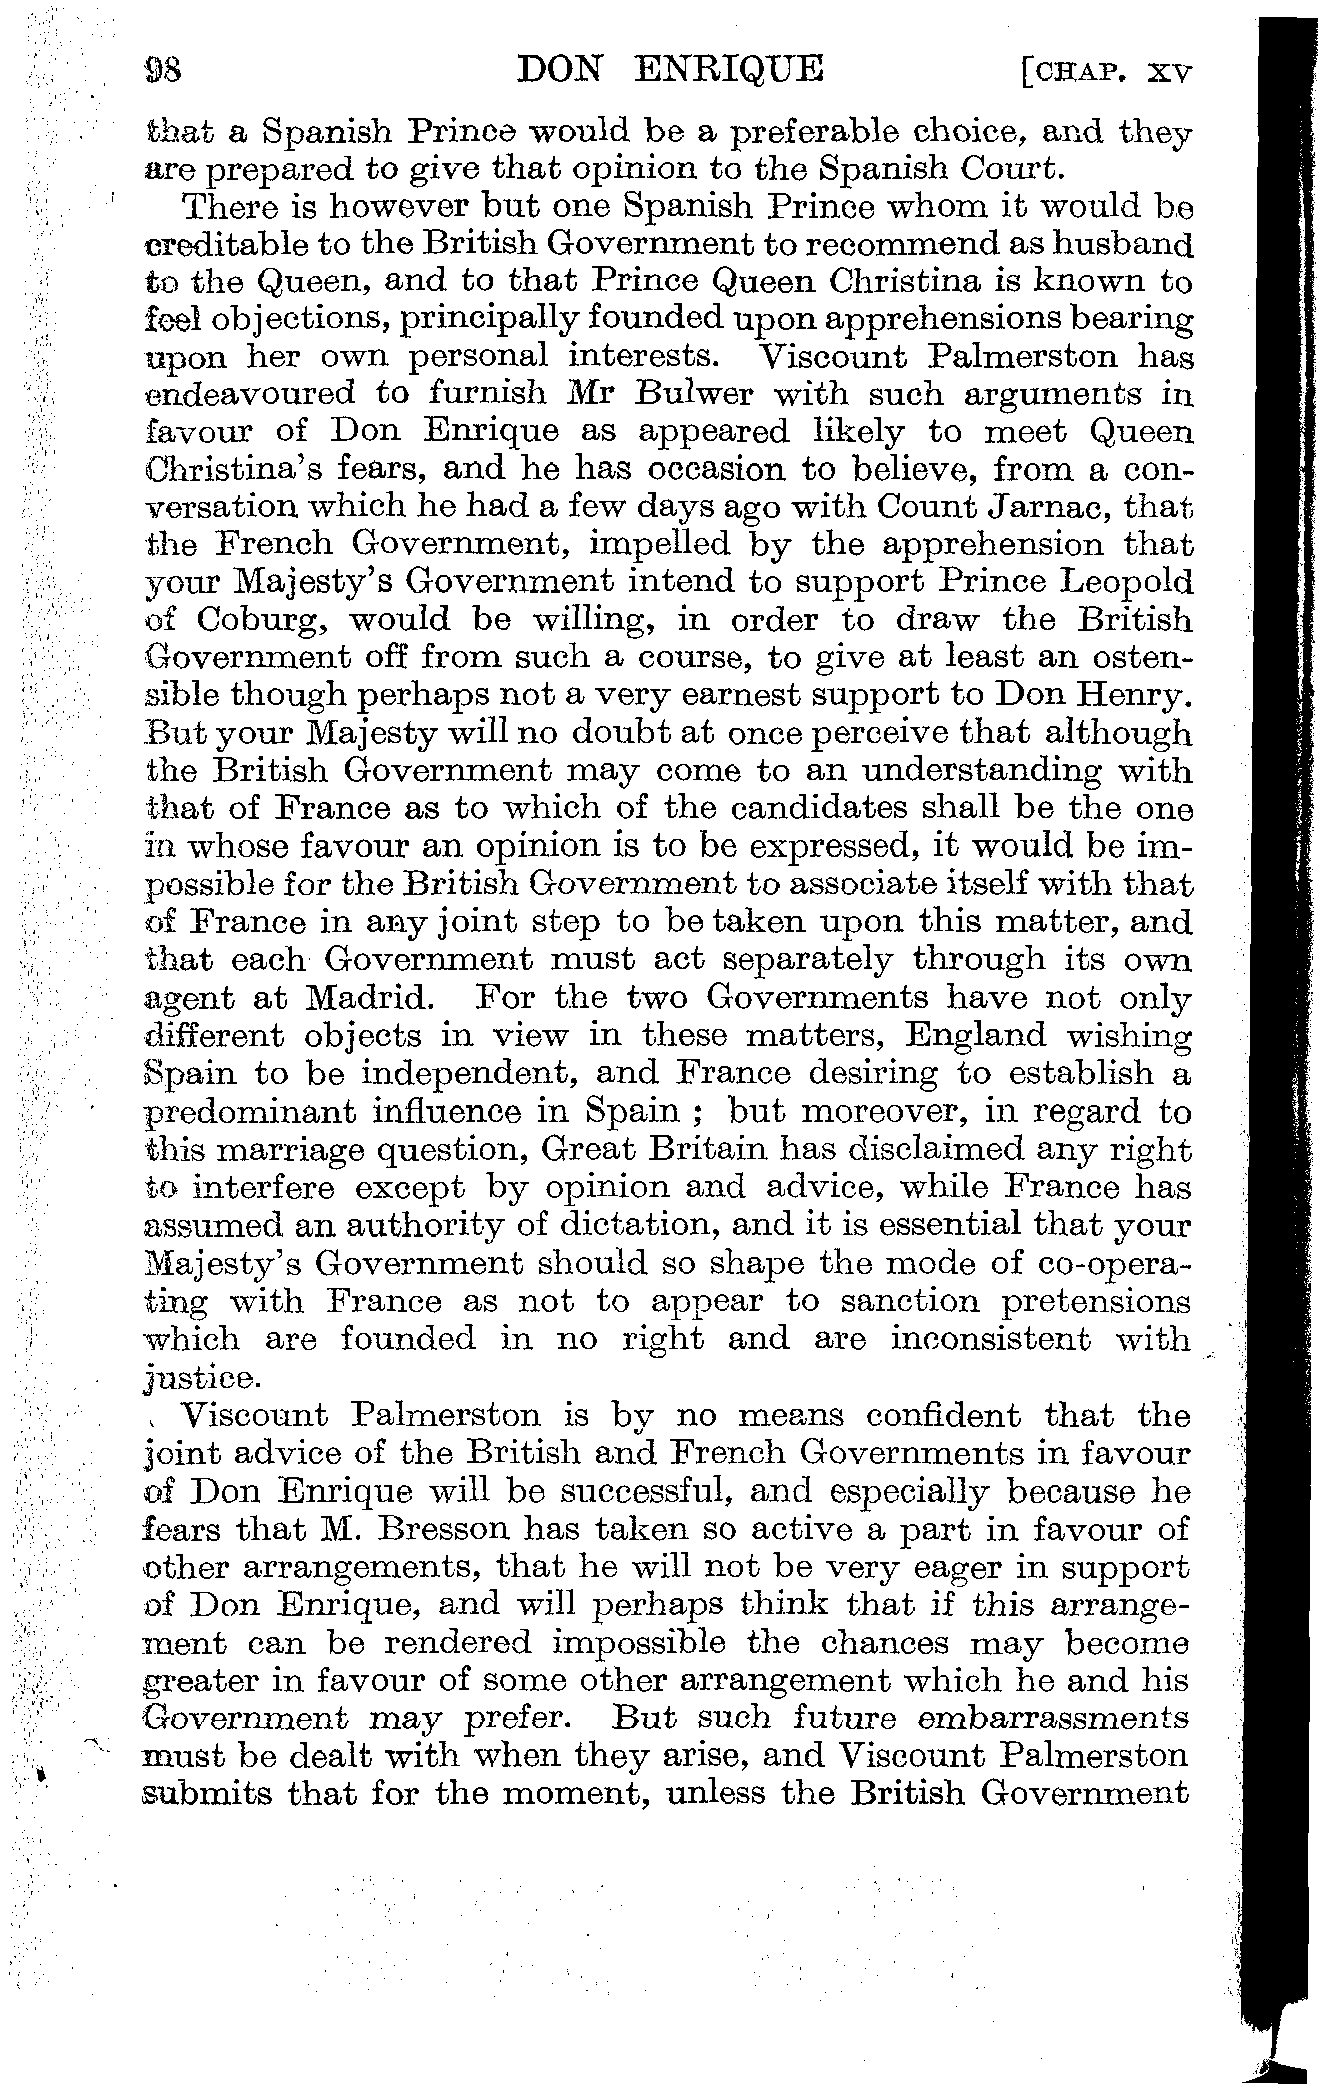 98 DON ENRIQUE [CHAP. XV
that a Spanish Prince would be a preferable choice, and they
are prepared to give that opinion to the Spanish Court.
There is however but one Spanish Prince whom it would be
creditable to the British Government to recommend as husband
to the Queen, and to that Prince Queen Christina is known to
feel objections, principally founded upon apprehensions bearing
upon her own personal interests. Viscount Palmerston has
endeavoured to furnish Mr Bulwer with such arguments in
favour of Don Enrique as appeared likely to meet Queen
Christina's fears, and he has occasion to believe, from a con-
versation which he had a few days ago with Count Jarnac, that
the French Government, impelled by the apprehension that
your Majesty's Government intend to support Prince Leopold
of Coburg, would be willing, in order to draw the British
Government off from such a course, to give at least an osten-
sible though perhaps not a very earnest support to Don Henry.
But your Majesty will no doubt at once perceive that although
the British Government may come to an understanding with
that of France as to which of the candidates shall be the one
in whose favour an opinion is to be expressed, it would be im-
possible for the British Government to associate itself with that
of France in any joint step to be taken upon this matter, and
that each Government must act separately through its own
agent at Madrid. For the two Governments have not only
different objects in view in these matters, England wishing
Spain to be independent, and France desiring to establish a
predominant influence in Spain ; but moreover, in regard to
this marriage question, Great Britain has disclaimed any right
to interfere except by opinion and advice, while France has
assumed an authority of dictation, and it is essential that your
Majesty's Government should so shape the mode of co-opera-
ting with France as not to appear to sanction pretensions
which are founded in no right and are inconsistent with
justice.
Viscount Palmerston is by no means confident that the
joint advice of the British and French Governments in favour
of Don Enrique will be successful, and especially because he
fears that M. Bresson has taken so active a part in favour of
other arrangements, that he will not be very eager in support
of Don Enrique, and will perhaps think that if this arrange-
ment can be rendered impossible the chances may become
greater in favour of some other arrangement which he and his
Government may prefer. But such future embarrassments
must be dealt with when they arise, and Viscount Palmerston
submits that for the moment, unless the British Government